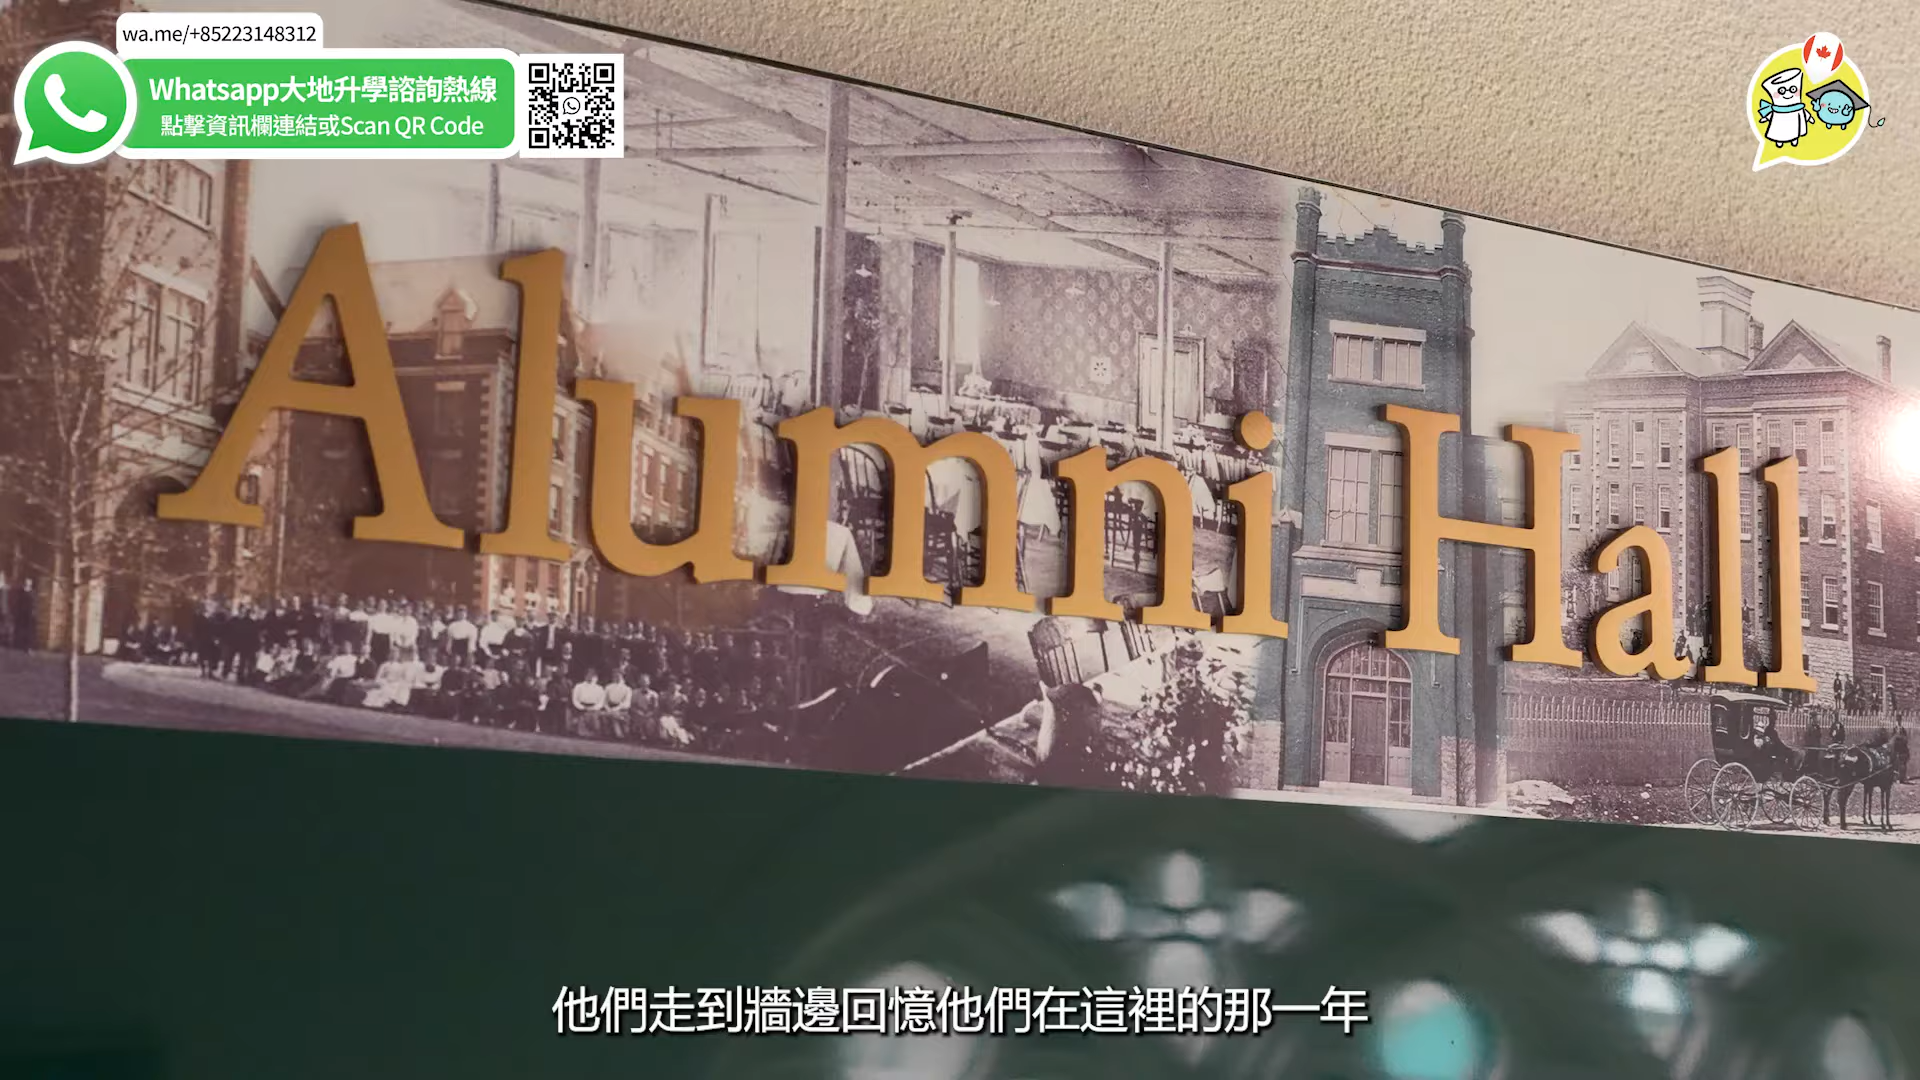 wa.me/+85223148312
Whatsapp大地升學諮詢熱線
點擊資訊欄連結或Scan QR Code
Alumni Hall
他們走到牆邊回憶他們在這裡的那一年